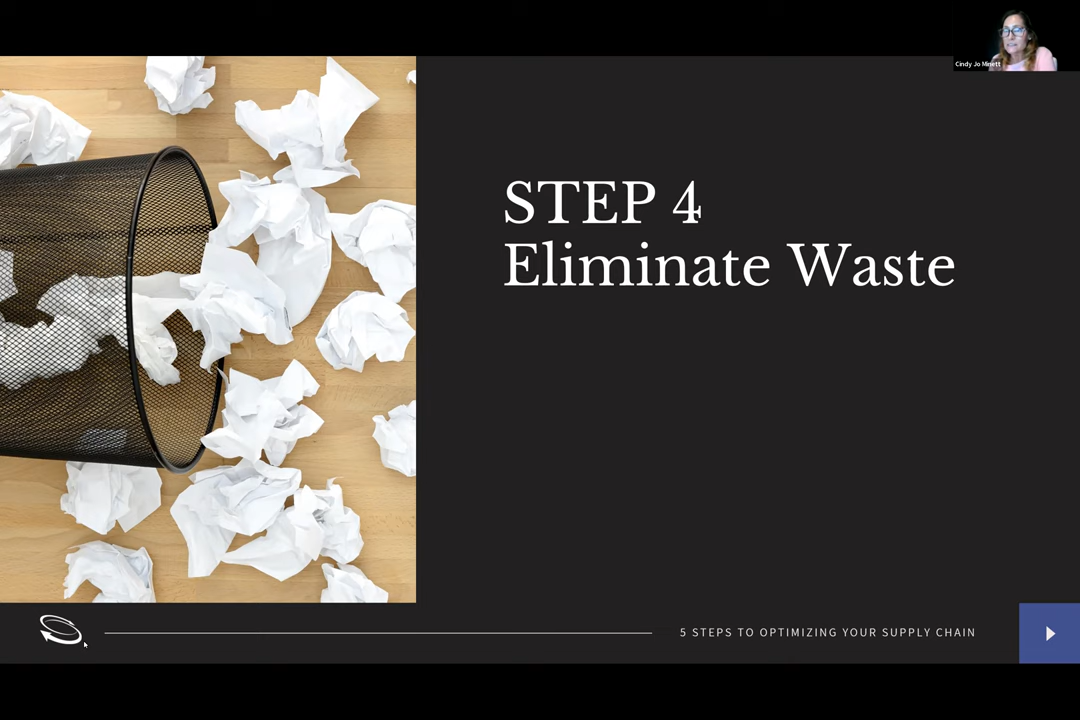 Cindy Jo Minett
STEP 4
Eliminate Waste
5 STEPS TO OPTIMIZING YOUR SUPPLY CHAIN